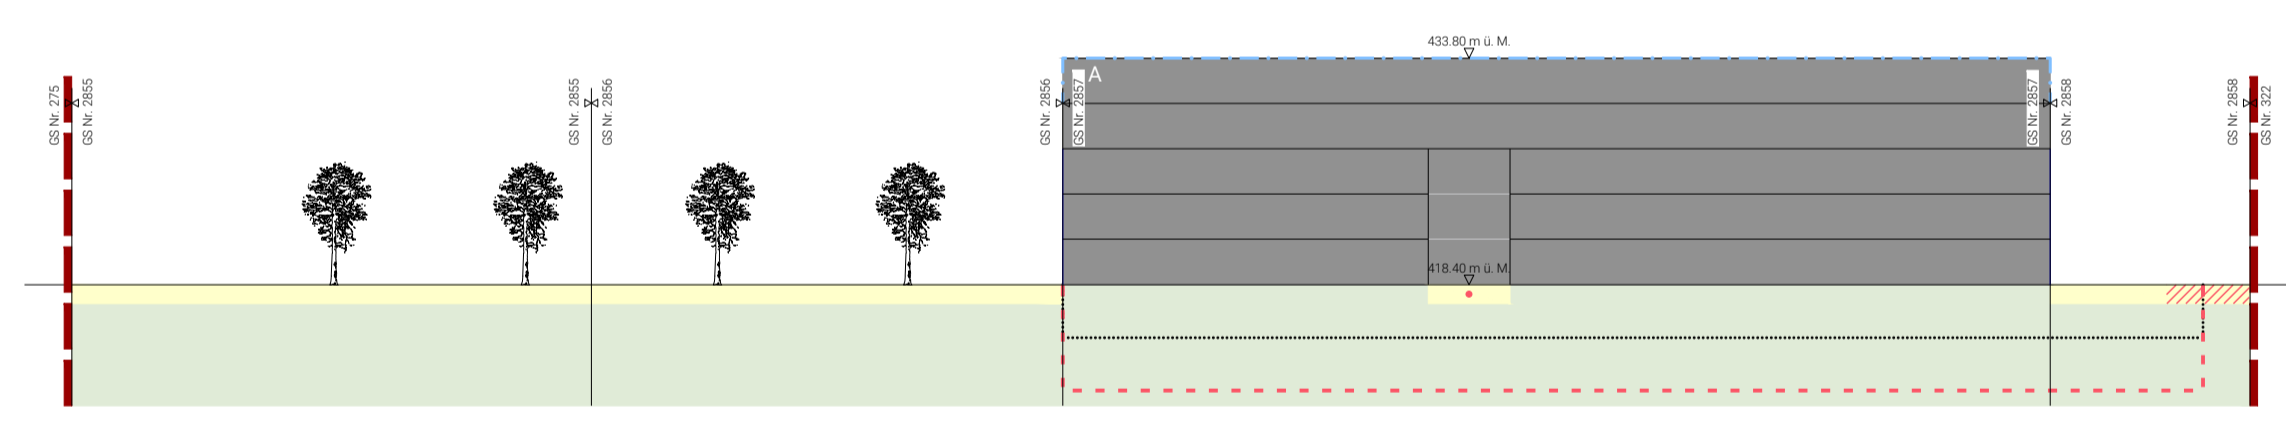 433.80 m ü. M.
A
GS Nr. 275
GS Nr. 2855
GS Nr. 2855
GS Nr. 2856
GS Nr. 2856
GS Nr. 2857
GS Nr. 2857
GS Nr. 2858
GS Nr. 2858
GS Nr. 322
418.40 m ü. M.